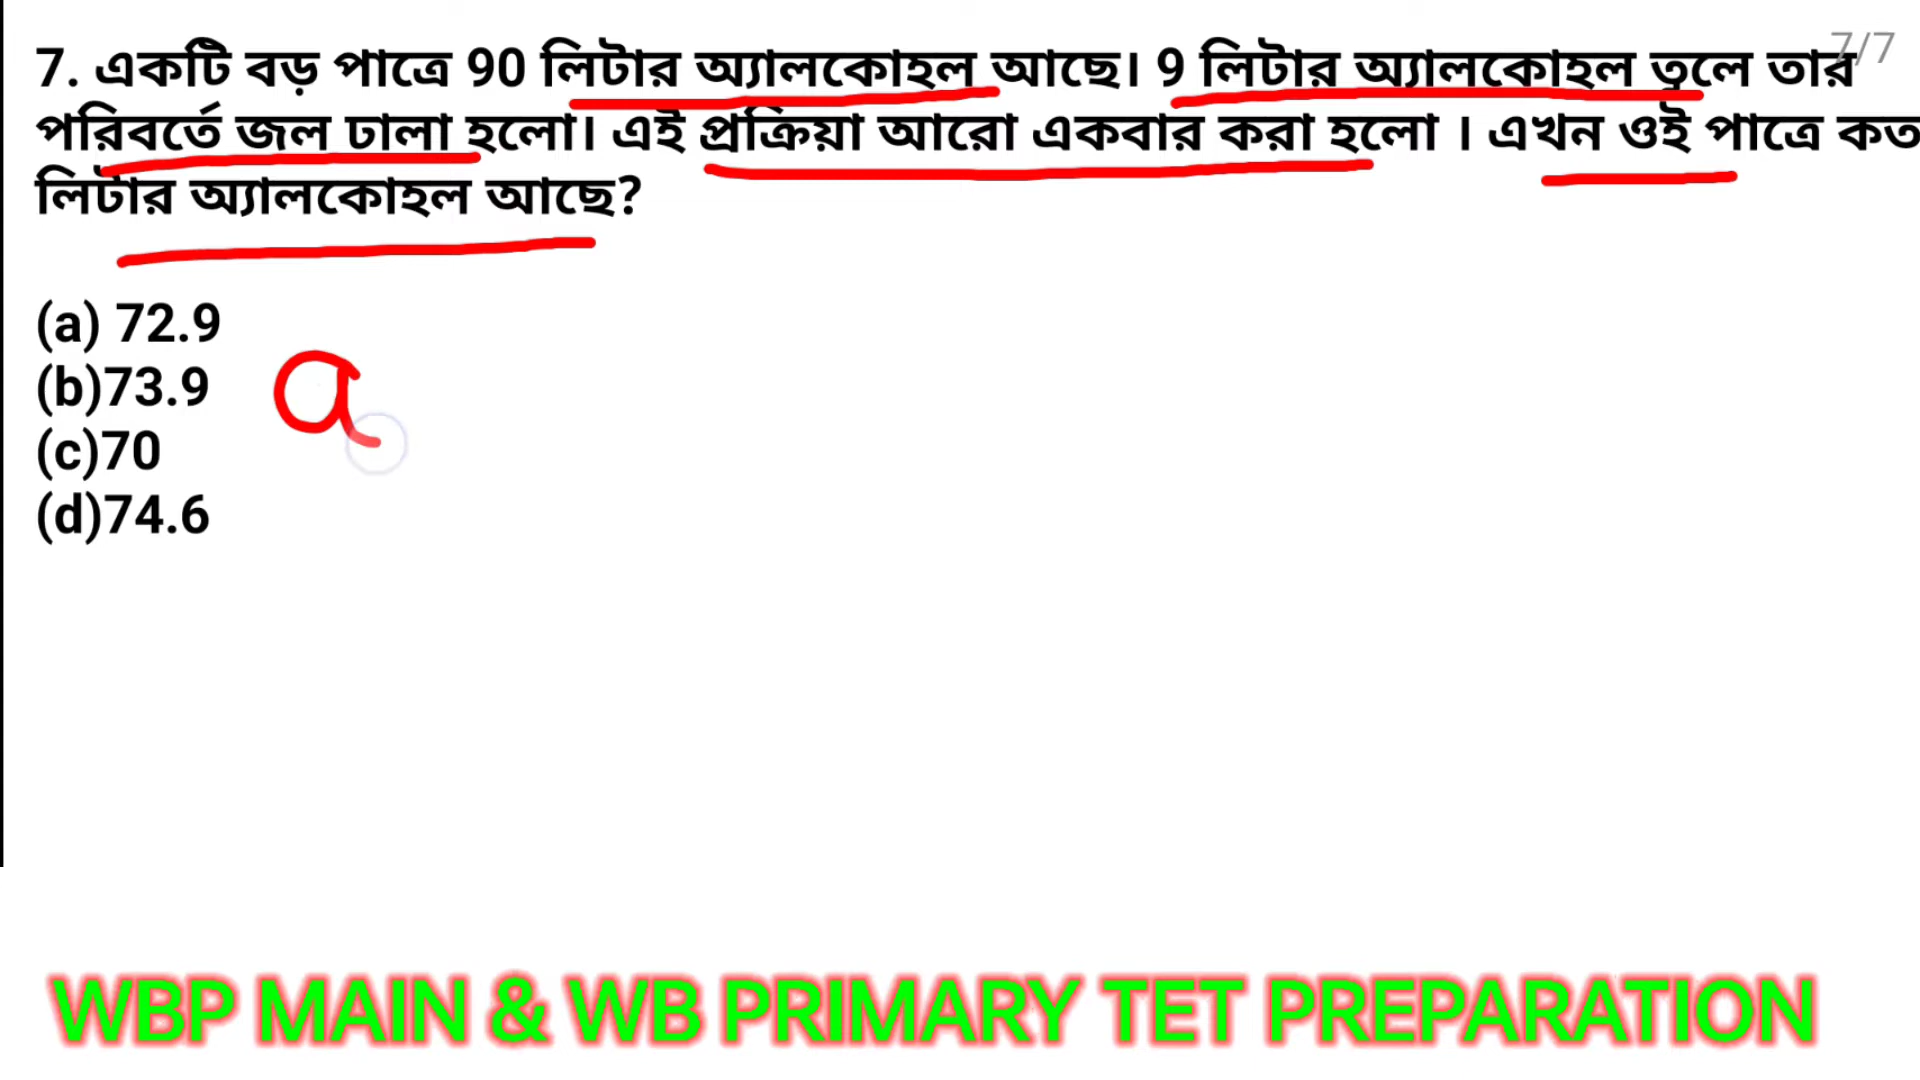 7/7
7. একটি বড় পাত্রে 90 লিটার অ্যালকোহল আছে। 9 লিটার অ্যালকোহল তুলে তার
পরিবর্তে জল ঢালা হলো। এই প্রক্রিয়া আরো একবার করা হলো । এখন ওই পাত্রে কত
লিটার অ্যালকোহল আছে?
(a) 72.9
(b)73.9
(c)70
(d)74.6
a
WBP MAIN & WB PRIMARY TET PREPARATION